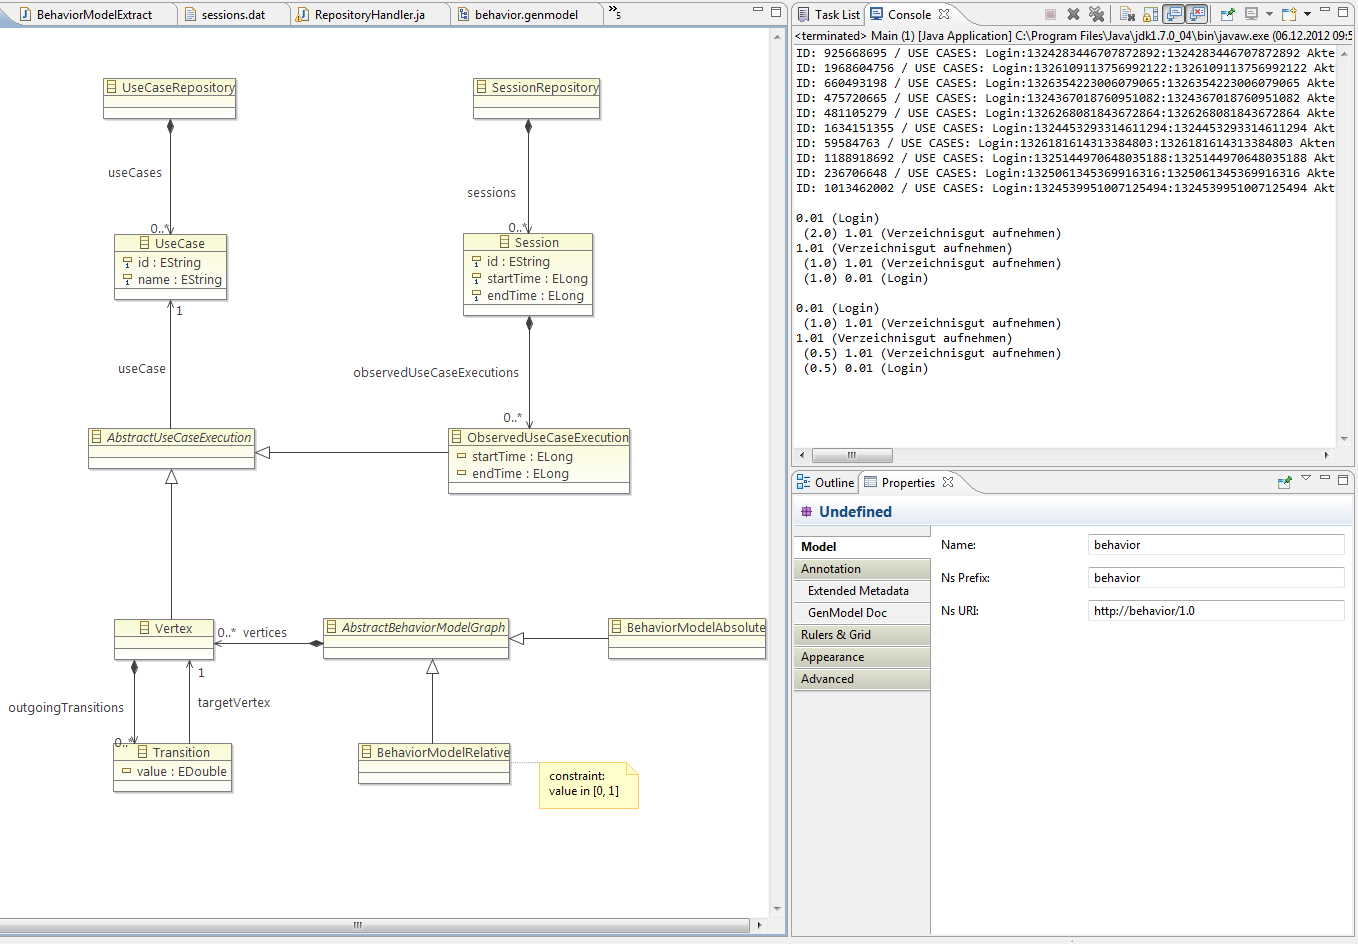 BehaviorModelExtract
sessions.dat
RepositoryHandler.ja
behavior.genmodel
»5
UseCaseRepository
SessionRepository
useCases
sessions
0..*
0..*
UseCase
id : EString
name : EString
Session
id : EString
startTime : ELong
endTime : ELong
1
useCase
observedUseCaseExecutions
0..*
AbstractUseCaseExecution
ObservedUseCaseExecution
startTime : ELong
endTime : ELong
Vertex
0..* vertices
AbstractBehaviorModelGraph
BehaviorModelAbsolute
1
outgoingTransitions
targetVertex
0..*
Transition
value : EDouble
BehaviorModelRelative
constraint:
value in [0, 1]
Task List
Console
<terminated> Main (1) [Java Application] C:\Program Files\Java\jdk1.7.0_04\bin\javaw.exe (06.12.2012 09:5
ID: 925668695 / USE CASES: Login:1324283446707872892:1324283446707872892 Akte
ID: 1968604756 / USE CASES: Login:1326109113756992122:1326109113756992122 Akt
ID: 660493198 / USE CASES: Login:1326354223006079065:1326354223006079065 Akte
ID: 475720665 / USE CASES: Login:1324367018760951082:1324367018760951082 Akte
ID: 481105279 / USE CASES: Login:1326268081843672864:1326268081843672864 Akte
ID: 1634151355 / USE CASES: Login:1324453293314611294:1324453293314611294 Akt
ID: 59584763 / USE CASES: Login:1326181614313384803:1326181614313384803 Akten
ID: 1188918692 / USE CASES: Login:1325144970648035188:1325144970648035188 Akt
ID: 236706648 / USE CASES: Login:1325061345369916316:1325061345369916316 Akte
ID: 1013462002 / USE CASES: Login:1324539951007125494:1324539951007125494 Akt
0.01 (Login)
(2.0) 1.01 (Verzeichnisgut aufnehmen)
1.01 (Verzeichnisgut aufnehmen)
(1.0) 1.01 (Verzeichnisgut aufnehmen)
(1.0) 0.01 (Login)
0.01 (Login)
(1.0) 1.01 (Verzeichnisgut aufnehmen)
1.01 (Verzeichnisgut aufnehmen)
(0.5) 1.01 (Verzeichnisgut aufnehmen)
(0.5) 0.01 (Login)
Outline
Properties
Undefined
Model
Annotation
Extended Metadata
GenModel Doc
Rulers & Grid
Appearance
Advanced
Name:
behavior
Ns Prefix:
behavior
Ns URI:
http://behavior/1.0